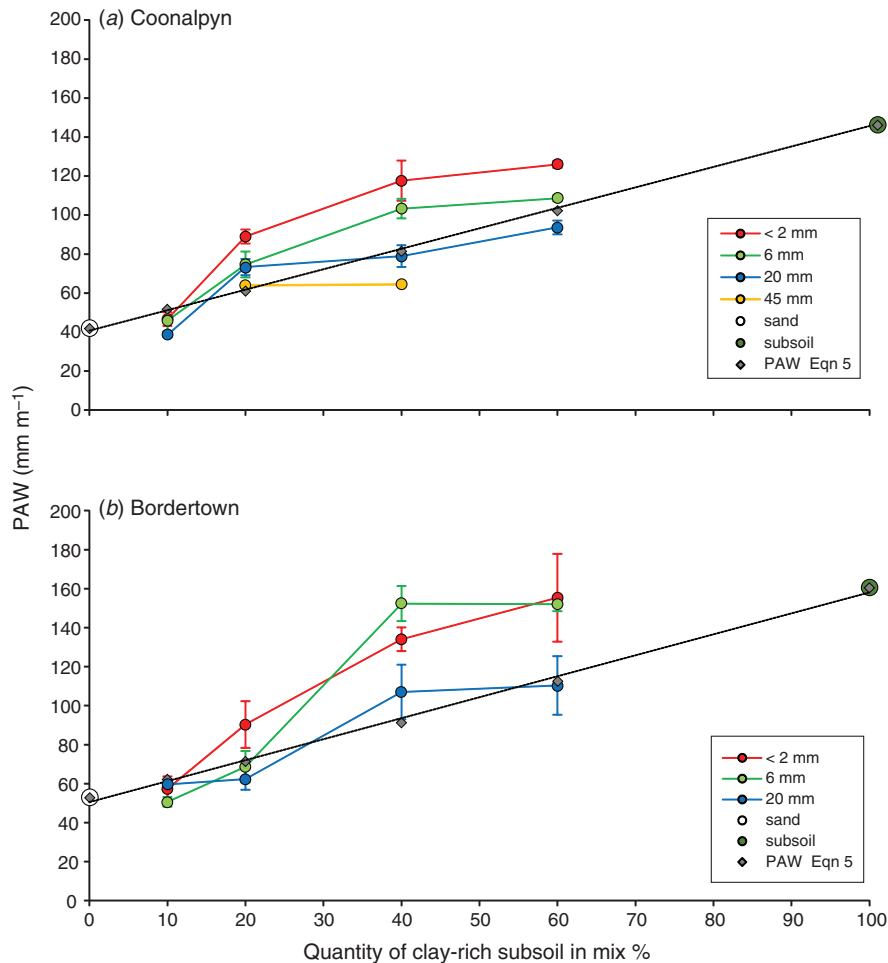 (a) Coonalpyn
200
180
160
140
120
100
80
60
40
20
0
< 2 mm
6 mm
20 mm
45 mm
sand
subsoil
PAW Eqn 5
PAW (mm m⁻¹)
(b) Bordertown
200
180
160
140
120
100
80
60
40
20
0
< 2 mm
6 mm
20 mm
sand
subsoil
PAW Eqn 5
0 10 20 30 40 50 60 70 80 90 100
Quantity of clay-rich subsoil in mix %